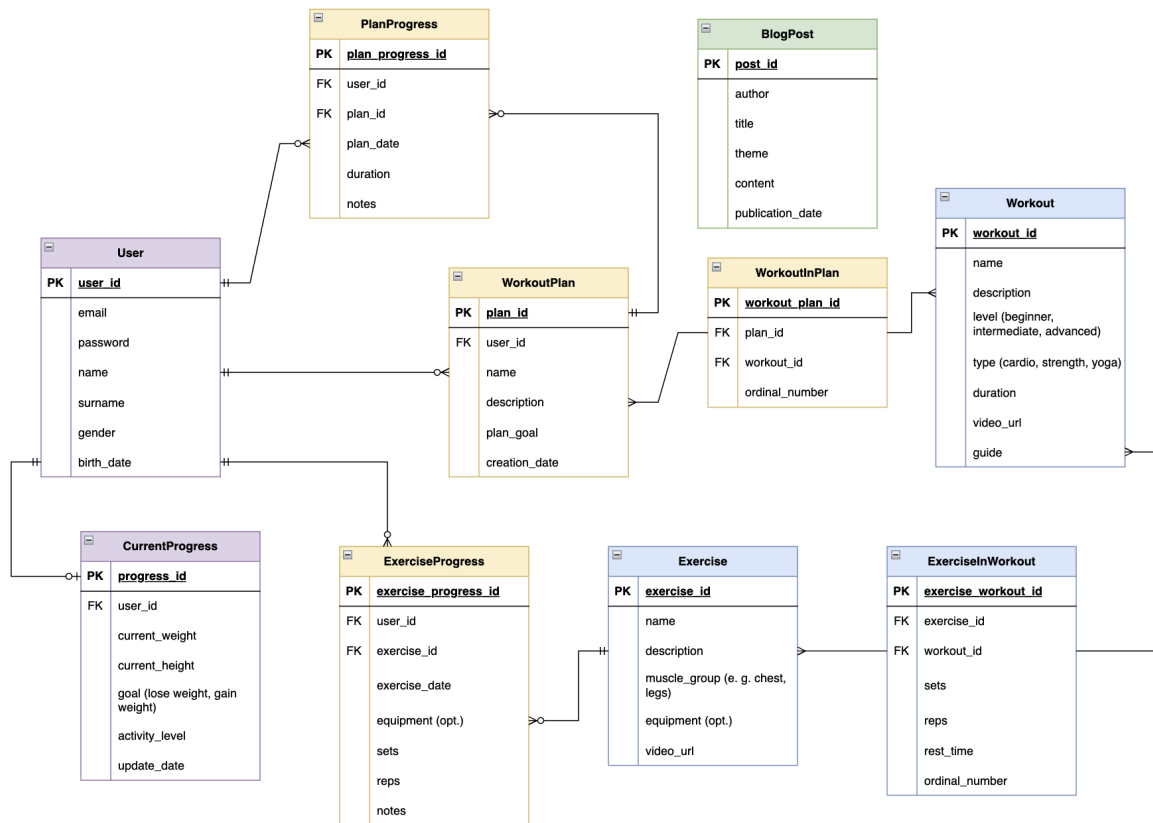 PlanProgress
PK plan_progress_id
FK user_id
FK plan_id
plan_date
duration
notes
BlogPost
PK post_id
author
title
theme
content
publication_date
Workout
PK workout_id
name
description
level (beginner,
intermediate, advanced)
type (cardio, strength, yoga)
duration
video_url
guide
User
PK user_id
email
password
name
surname
gender
birth_date
WorkoutPlan
PK plan_id
FK user_id
name
description
plan_goal
creation_date
WorkoutInPlan
PK workout_plan_id
FK plan_id
FK workout_id
ordinal_number
CurrentProgress
PK progress_id
FK user_id
current_weight
current_height
goal (lose weight, gain
weight)
activity_level
update_date
ExerciseProgress
PK exercise_progress_id
FK user_id
FK exercise_id
exercise_date
equipment (opt.)
sets
reps
notes
Exercise
PK exercise_id
name
description
muscle_group (e. g. chest,
legs)
equipment (opt.)
video_url
ExerciseInWorkout
PK exercise_workout_id
FK exercise_id
FK workout_id
sets
reps
rest_time
ordinal_number